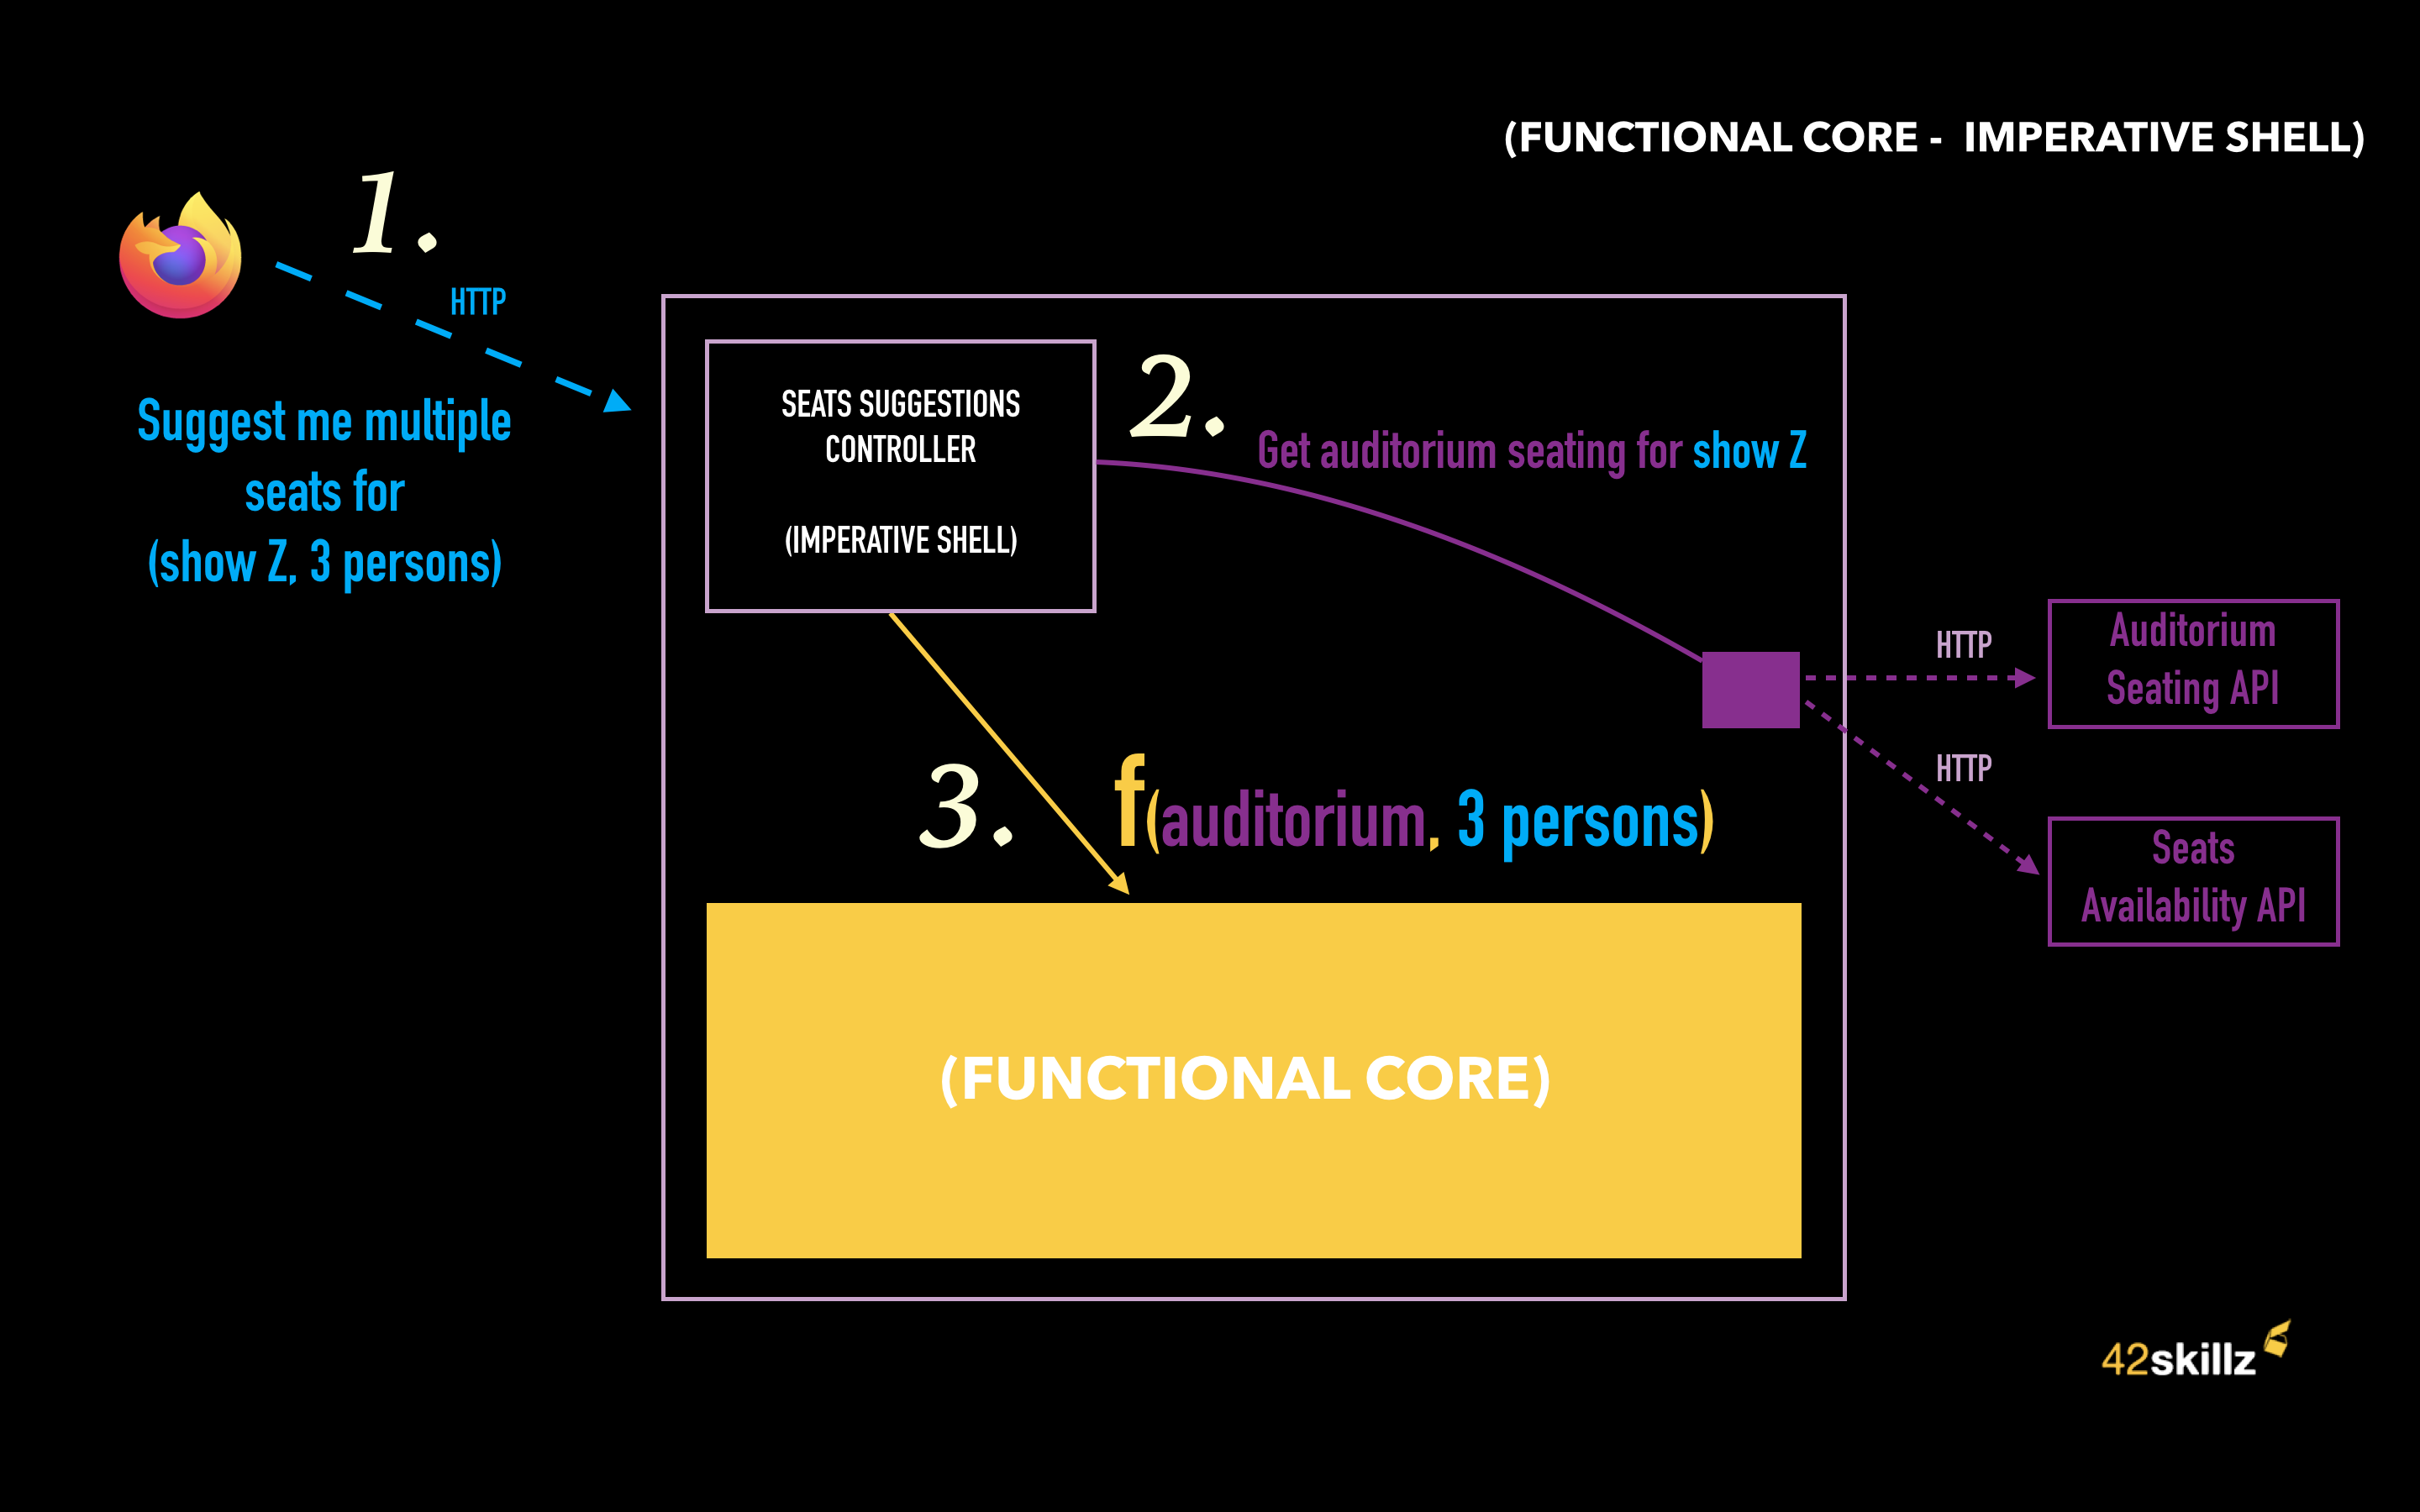 (FUNCTIONAL CORE - IMPERATIVE SHELL)
1.
HTTP
Suggest me multiple
seats for
(show Z, 3 persons)
SEATS SUGGESTIONS
CONTROLLER
(IMPERATIVE SHELL)
2.
Get auditorium seating for show Z
HTTP
Auditorium
Seating API
HTTP
Seats
Availability API
3.
f(auditorium, 3 persons)
(FUNCTIONAL CORE)
42skillz